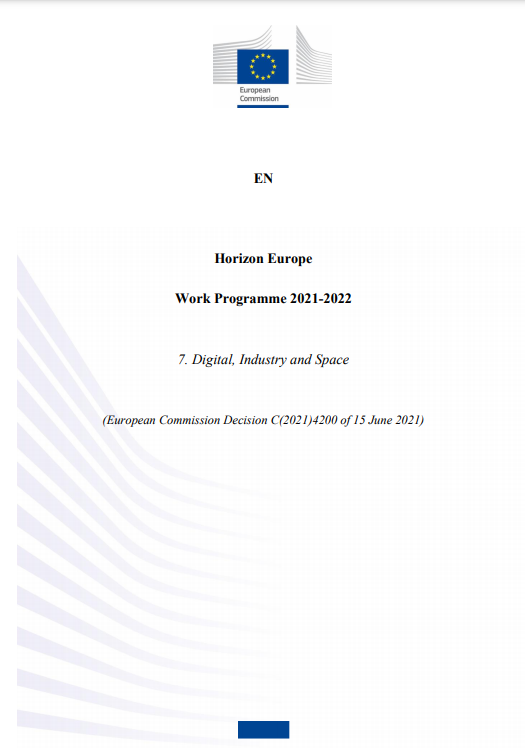 European
Commission
EN
Horizon Europe
Work Programme 2021-2022
7. Digital, Industry and Space
(European Commission Decision C(2021)4200 of 15 June 2021)